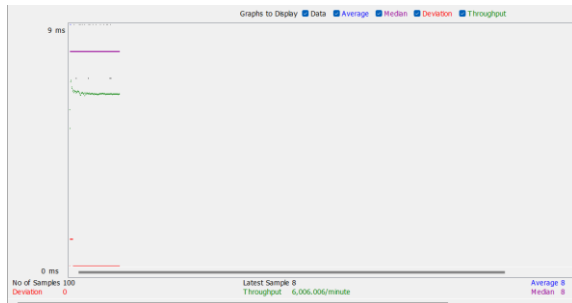 Graphs to Display Data Average Median Deviation Throughput
9 ms
0 ms
No of Samples 100 Latest Sample 8 Average 8
Deviation 0 Throughput 6,006.006/minute Median 8